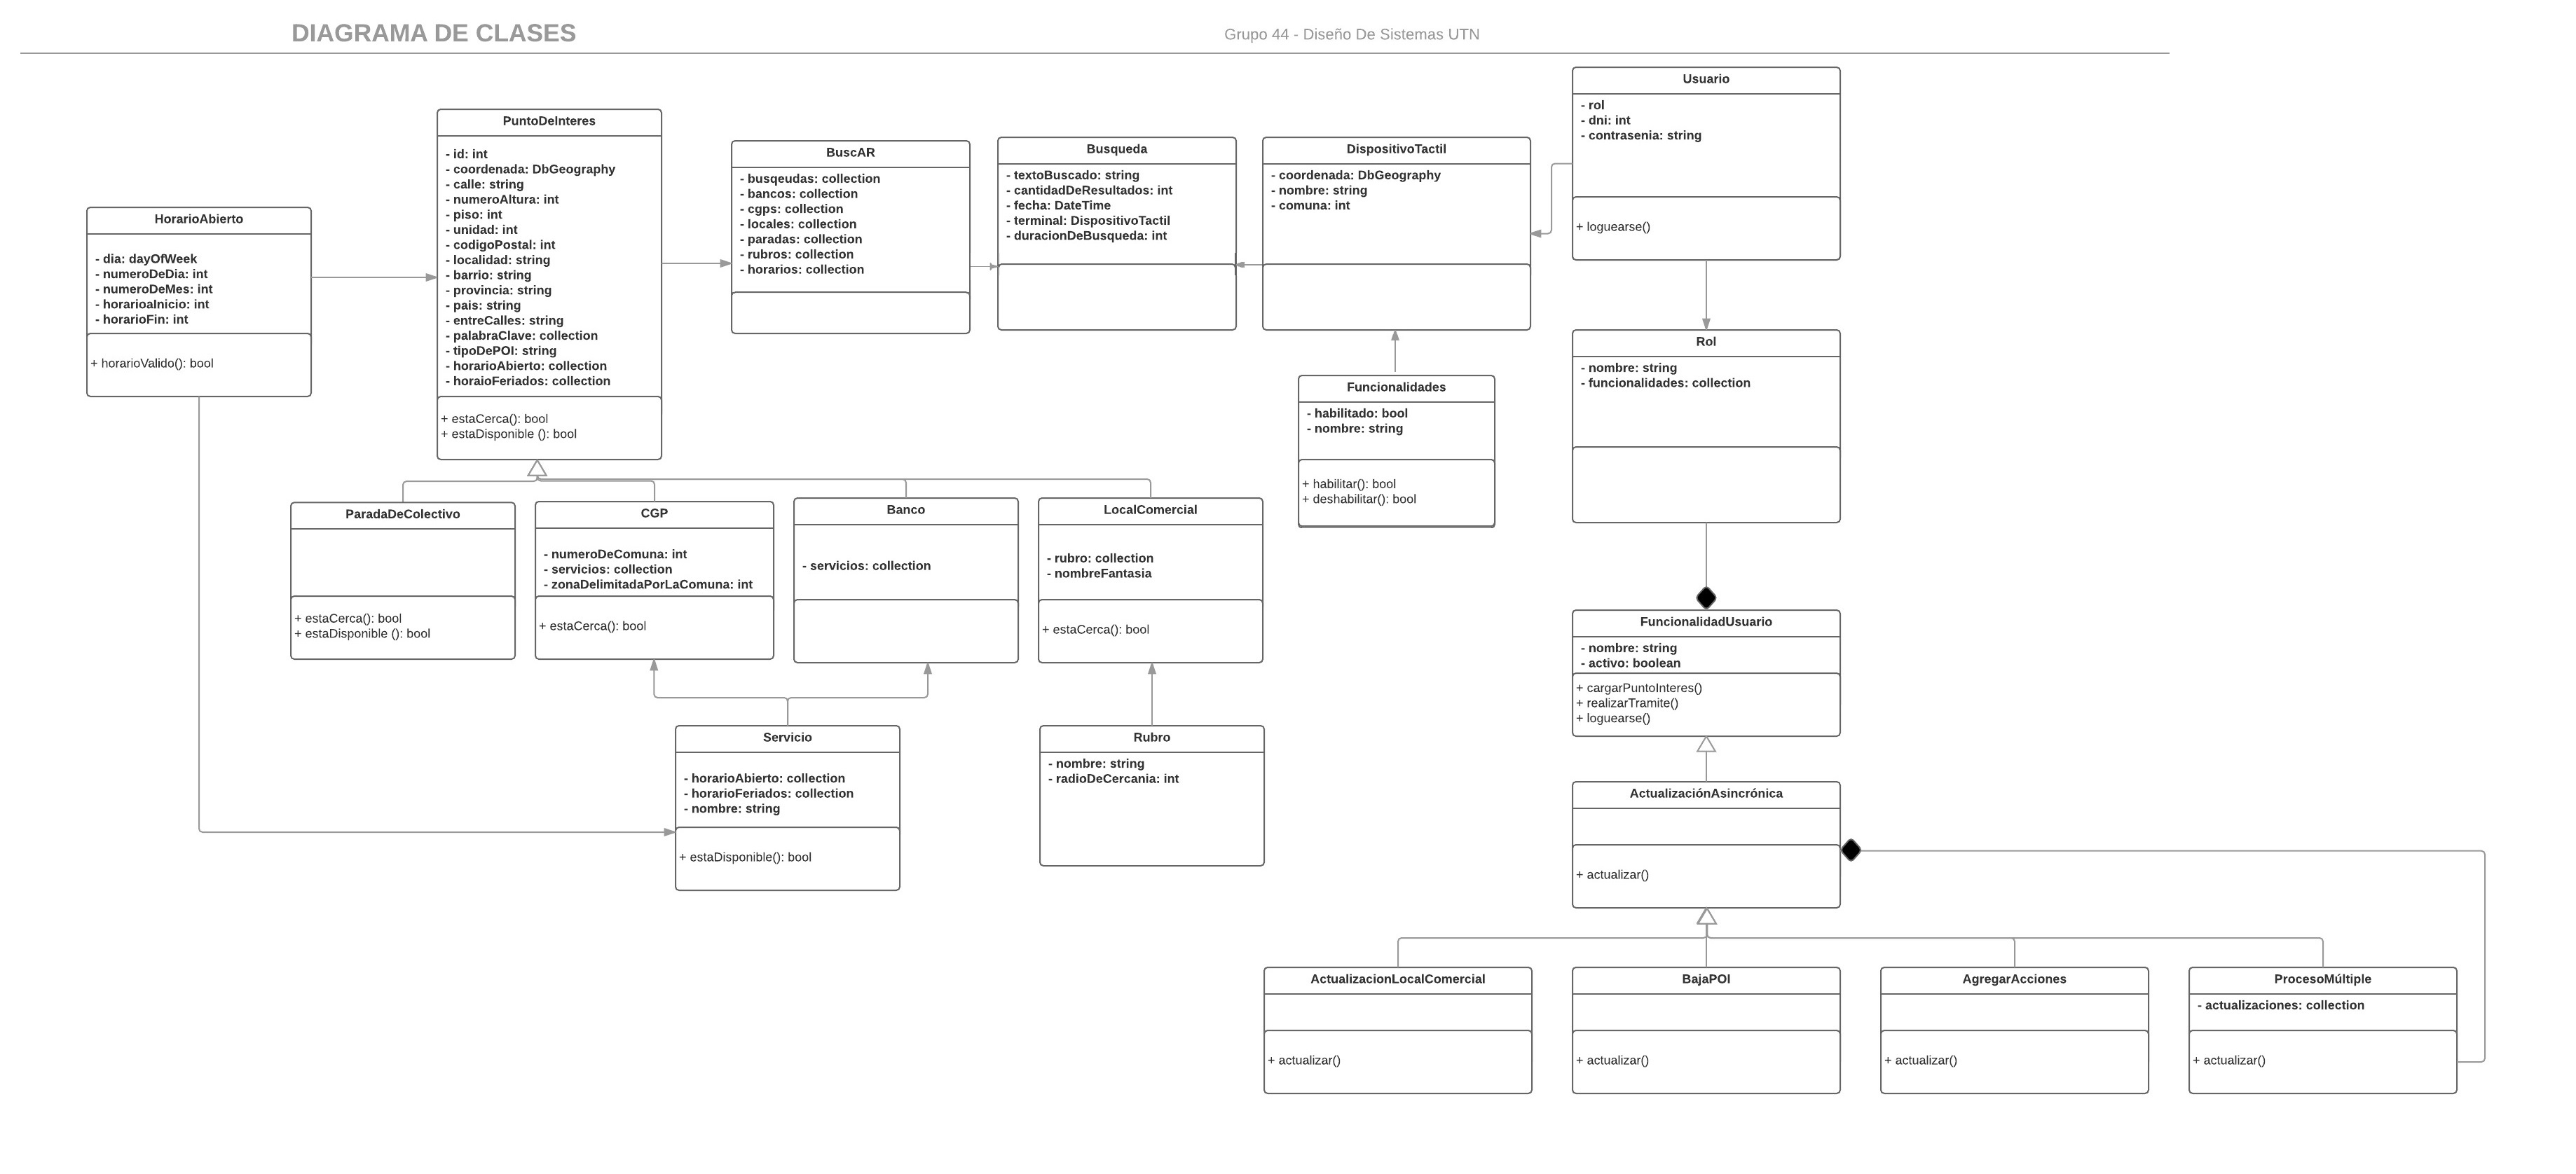 DIAGRAMA DE CLASES
Grupo 44 - Diseño De Sistemas UTN
HorarioAbierto
- dia: dayOfWeek
- numeroDeDia: int
- numeroDeMes: int
- horarioaInicio: int
- horarioFin: int
+ horarioValido(): bool
PuntoDeInteres
- id: int
- coordenada: DbGeography
- calle: string
- numeroAltura: int
- piso: int
- unidad: int
- codigoPostal: int
- localidad: string
- barrio: string
- provincia: string
- pais: string
- entreCalles: string
- palabraClave: collection
- tipoDePOI: string
- horarioAbierto: collection
- horaioFeriados: collection
+ estaCerca(): bool
+ estaDisponible (): bool
BuscAR
- busqeudas: collection
- bancos: collection
- cgps: collection
- locales: collection
- paradas: collection
- rubros: collection
- horarios: collection
Busqueda
- textoBuscado: string
- cantidadDeResultados: int
- fecha: DateTime
- terminal: DispositivoTactil
- duracionDeBusqueda: int
DispositivoTactil
- coordenada: DbGeography
- nombre: string
- comuna: int
Usuario
- rol
- dni: int
- contrasenia: string
+ loguearse()
Funcionalidades
- habilitado: bool
- nombre: string
+ habilitar(): bool
+ deshabilitar(): bool
Rol
- nombre: string
- funcionalidades: collection
ParadaDeColectivo
+ estaCerca(): bool
+ estaDisponible (): bool
CGP
- numeroDeComuna: int
- servicios: collection
- zonaDelimitadaPorLaComuna: int
+ estaCerca(): bool
Banco
- servicios: collection
LocalComercial
- rubro: collection
- nombreFantasia
+ estaCerca(): bool
FuncionalidadUsuario
- nombre: string
- activo: boolean
+ cargarPuntoInteres()
+ realizarTramite()
+ loguearse()
Servicio
- horarioAbierto: collection
- horarioFeriados: collection
- nombre: string
+ estaDisponible(): bool
Rubro
- nombre: string
- radioDeCercania: int
ActualizaciónAsincrónica
+ actualizar()
ActualizacionLocalComercial
+ actualizar()
BajaPOI
+ actualizar()
AgregarAcciones
+ actualizar()
ProcesoMúltiple
- actualizaciones: collection
+ actualizar()